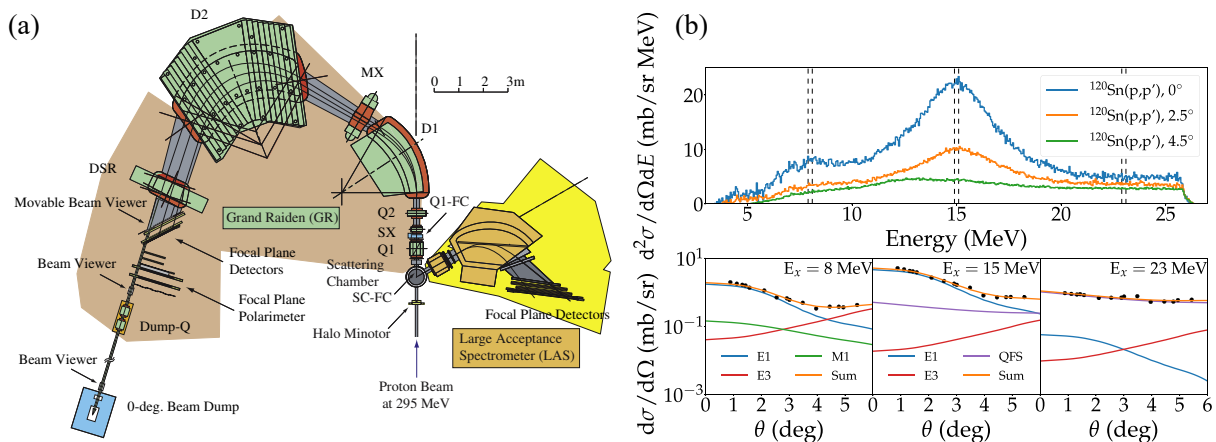 (a)
D2
MX
0 1 2 3m
D1
DSR
Q1-FC
Movable Beam Viewer
Grand Raiden (GR)
Q2
SX
Q1
Focal Plane
Detectors
Beam Viewer
Scattering
Chamber
SC-FC
Focal Plane
Polarimeter
Focal Plane Detectors
Halo Minotor
Dump-Q
Large Acceptance
Spectrometer (LAS)
Beam Viewer
Proton Beam
at 295 MeV
0-deg. Beam Dump
(b)
d²σ/dΩdE (mb/sr MeV)
20
10
0
¹²⁰Sn(p,p′), 0°
¹²⁰Sn(p,p′), 2.5°
¹²⁰Sn(p,p′), 4.5°
5 10 15 20 25
Energy (MeV)
dσ/dΩ (mb/sr)
10¹
10⁻¹
10⁻³
Eₓ = 8 MeV
E1 M1
E3 Sum
0 1 2 3 4 5
θ (deg)
Eₓ = 15 MeV
E1 QFS
E3 Sum
0 1 2 3 4 5
θ (deg)
Eₓ = 23 MeV
0 1 2 3 4 5 6
θ (deg)